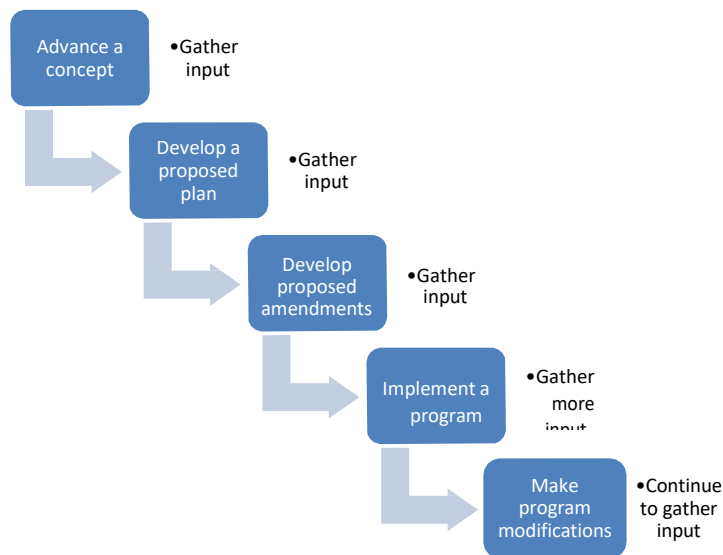 Advance a
concept
•Gather
input
Develop a
proposed
plan
•Gather
input
Develop
proposed
amendments
•Gather
input
Implement a
program
•Gather
more
input
Make
program
modifications
•Continue
to gather
input